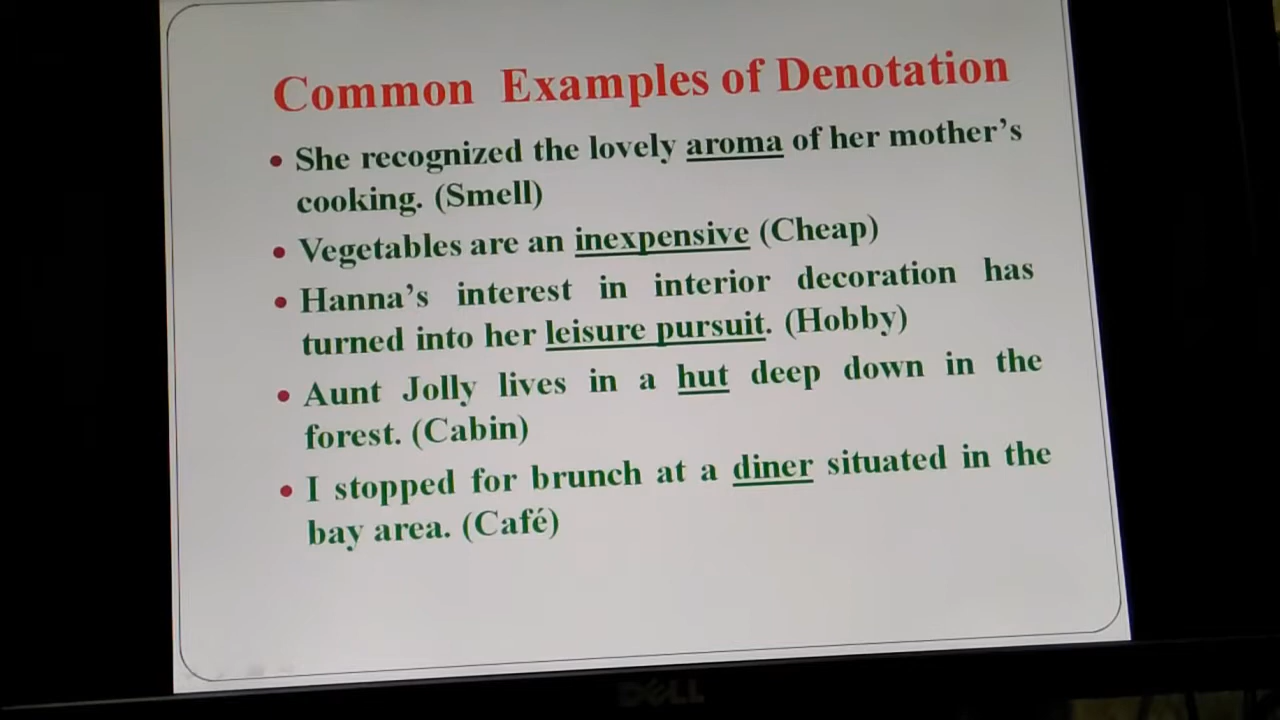 Common Examples of Denotation
• She recognized the lovely aroma of her mother's
cooking. (Smell)
• Vegetables are an inexpensive (Cheap)
• Hanna's interest in interior decoration has
turned into her leisure pursuit. (Hobby)
• Aunt Jolly lives in a hut deep down in the
forest. (Cabin)
• I stopped for brunch at a diner situated in the
bay area. (Café)
DELL